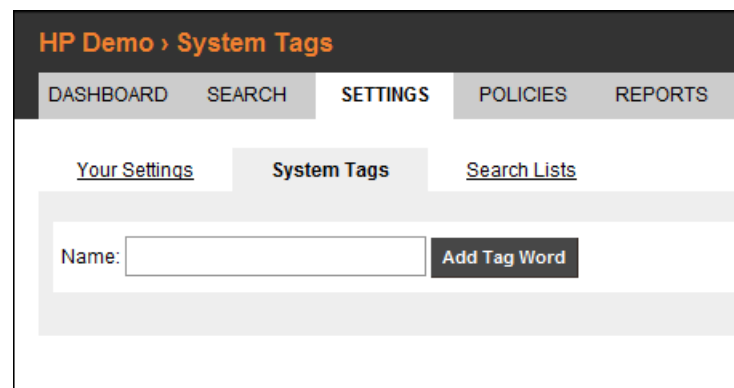 HP Demo › System Tags
DASHBOARD SEARCH SETTINGS POLICIES REPORTS
Your Settings System Tags Search Lists
Name: Add Tag Word